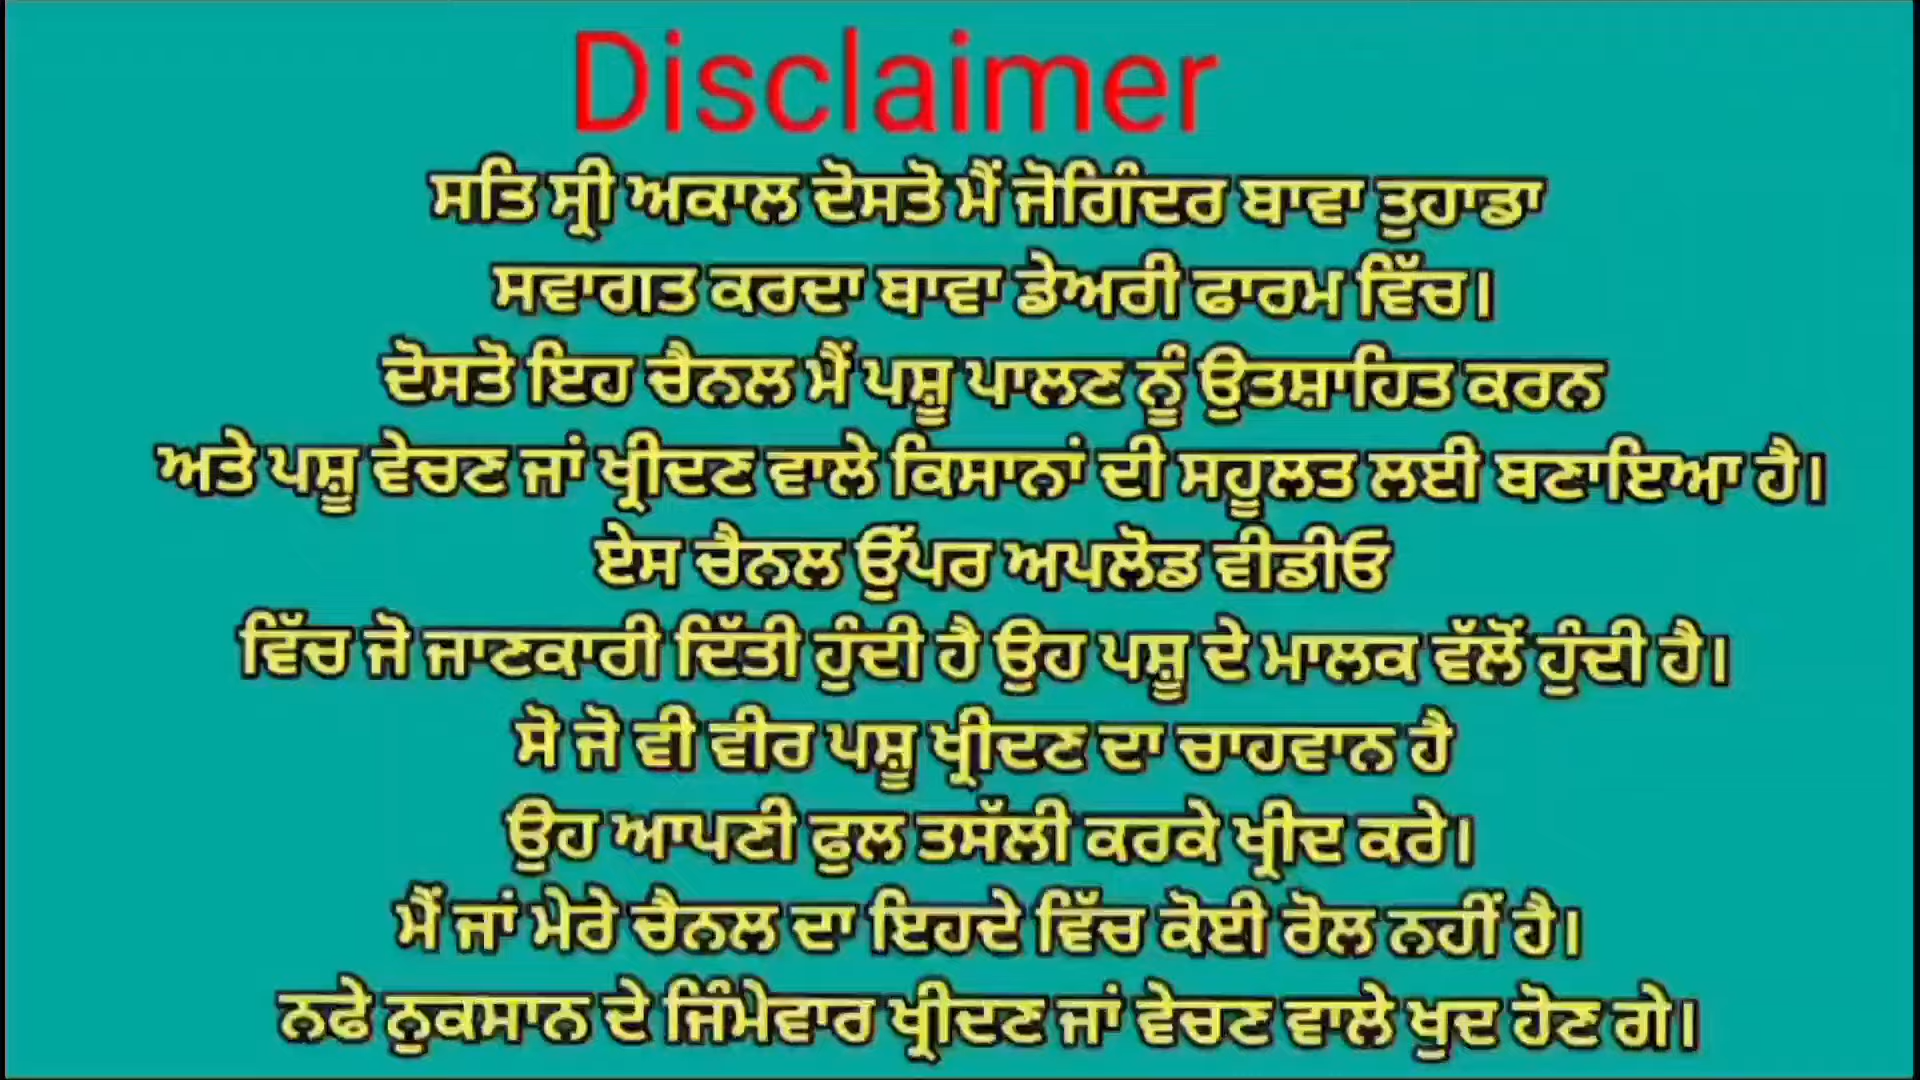 Disclaimer
ਸਤਿ ਸ੍ਰੀ ਅਕਾਲ ਦੋਸਤੋ ਮੈਂ ਜੋਗਿੰਦਰ ਬਾਵਾ ਤੁਹਾਡਾ
ਸਵਾਗਤ ਕਰਦਾ ਬਾਵਾ ਡੇਅਰੀ ਫਾਰਮ ਵਿੱਚ।
ਦੋਸਤੋ ਇਹ ਚੈਨਲ ਮੈਂ ਪਸ਼ੂ ਪਾਲਣ ਨੂੰ ਉਤਸ਼ਾਹਿਤ ਕਰਨ
ਅਤੇ ਪਸ਼ੂ ਵੇਚਣ ਜਾਂ ਖ੍ਰੀਦਣ ਵਾਲੇ ਕਿਸਾਨਾਂ ਦੀ ਸਹੂਲਤ ਲਈ ਬਣਾਇਆ ਹੈ।
ਏਸ ਚੈਨਲ ਉੱਪਰ ਅਪਲੋਡ ਵੀਡੀਓ
ਵਿੱਚ ਜੋ ਜਾਣਕਾਰੀ ਦਿੱਤੀ ਹੁੰਦੀ ਹੈ ਉਹ ਪਸ਼ੂ ਦੇ ਮਾਲਕ ਵੱਲੋਂ ਹੁੰਦੀ ਹੈ।
ਸੋ ਜੋ ਵੀ ਵੀਰ ਪਸ਼ੂ ਖ੍ਰੀਦਣ ਦਾ ਚਾਹਵਾਨ ਹੈ
ਉਹ ਆਪਣੀ ਫੁਲ ਤਸੱਲੀ ਕਰਕੇ ਖ੍ਰੀਦ ਕਰੇ।
ਮੈਂ ਜਾਂ ਮੇਰੇ ਚੈਨਲ ਦਾ ਇਹਦੇ ਵਿੱਚ ਕੋਈ ਰੋਲ ਨਹੀਂ ਹੈ।
ਨਫੇ ਨੁਕਸਾਨ ਦੇ ਜਿੰਮੇਵਾਰ ਖ੍ਰੀਦਣ ਜਾਂ ਵੇਚਣ ਵਾਲੇ ਖੁਦ ਹੋਣ ਗੇ।